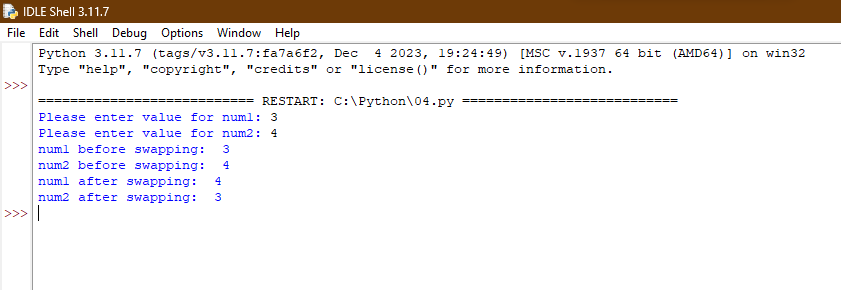 IDLE Shell 3.11.7
File Edit Shell Debug Options Window Help
Python 3.11.7 (tags/v3.11.7:fa7a6f2, Dec  4 2023, 19:24:49) [MSC v.1937 64 bit (AMD64)] on win32
Type "help", "copyright", "credits" or "license()" for more information.
>>>
=========================== RESTART: C:\Python\04.py ===========================
Please enter value for num1: 3
Please enter value for num2: 4
num1 before swapping:  3
num2 before swapping:  4
num1 after swapping:  4
num2 after swapping:  3
>>>